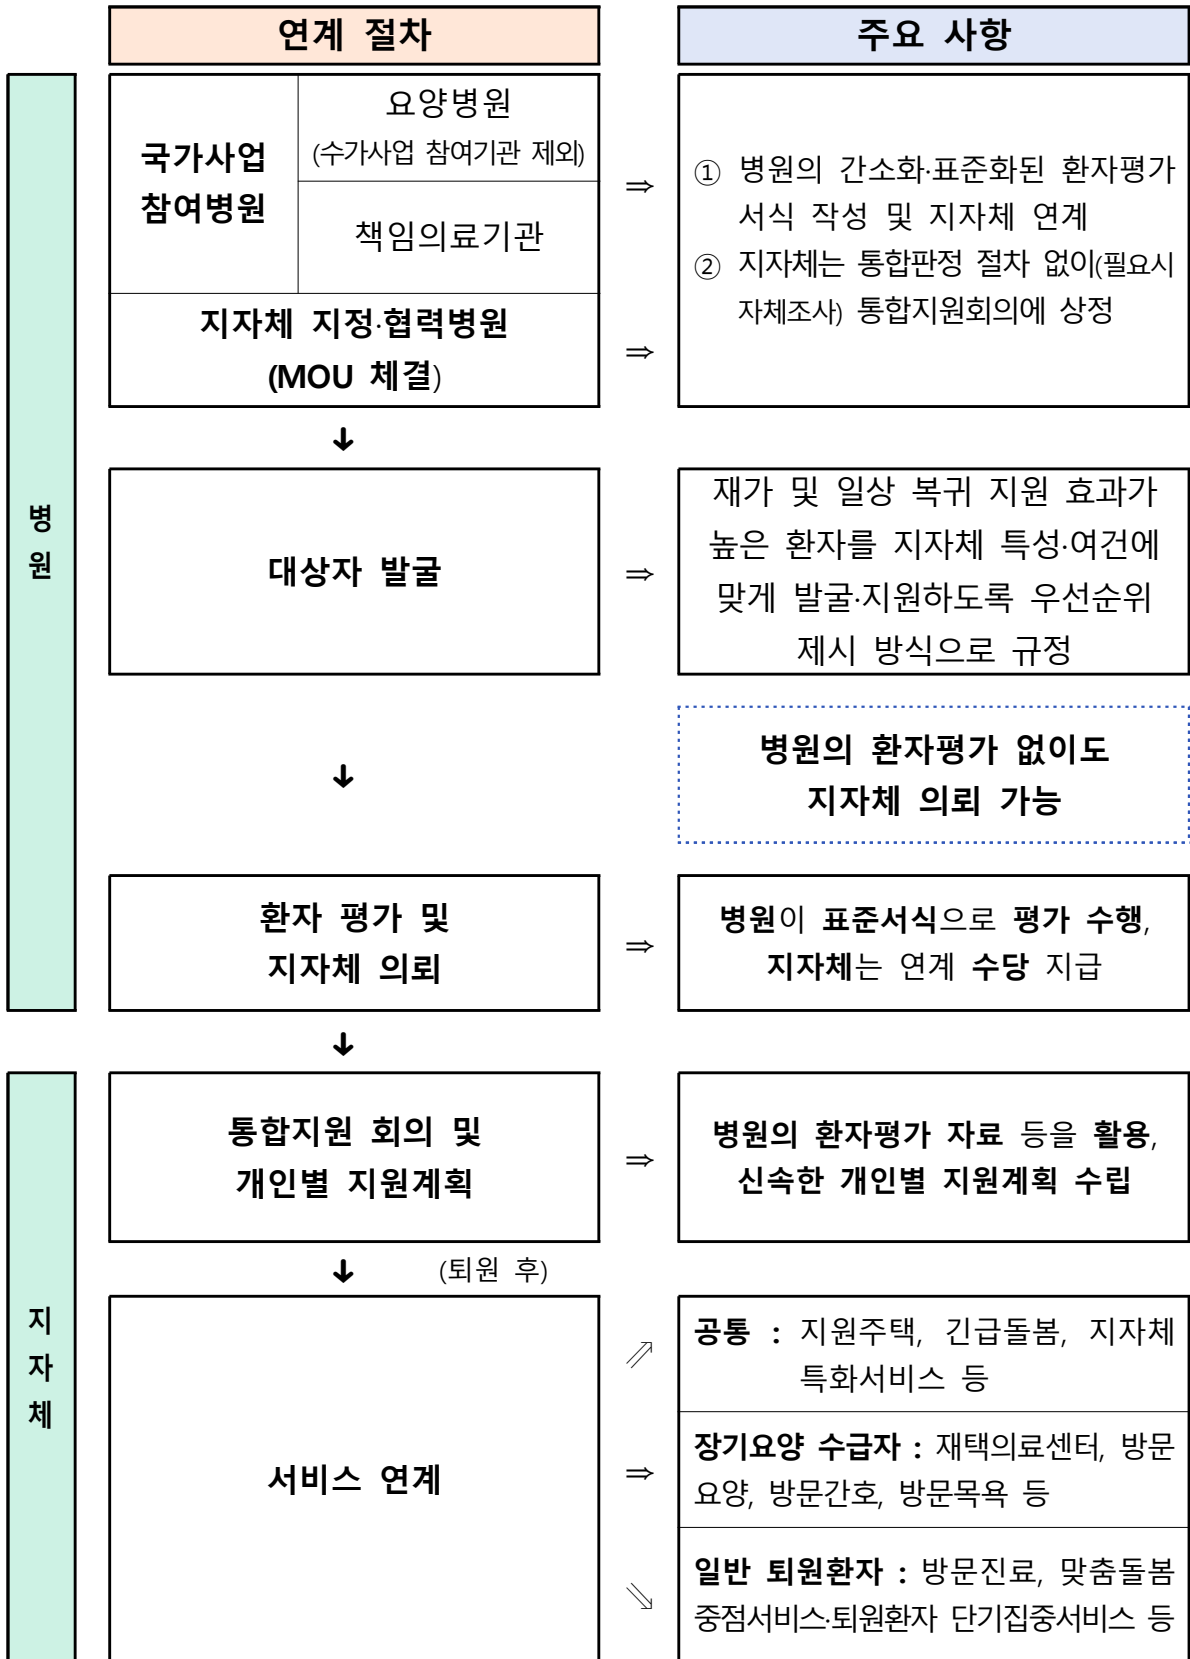 연계 절차
주요 사항
병
원
국가사업
참여병원
요양병원
(수가사업 참여기관 제외)
책임의료기관
지자체 지정·협력병원
(MOU 체결)
⇒
⇒
① 병원의 간소화·표준화된 환자평가
서식 작성 및 지자체 연계
② 지자체는 통합판정 절차 없이(필요시
자체조사) 통합지원회의에 상정
↓
대상자 발굴
⇒
재가 및 일상 복귀 지원 효과가
높은 환자를 지자체 특성·여건에
맞게 발굴·지원하도록 우선순위
제시 방식으로 규정
↓
병원의 환자평가 없이도
지자체 의뢰 가능
환자 평가 및
지자체 의뢰
⇒
병원이 표준서식으로 평가 수행,
지자체는 연계 수당 지급
↓
지
자
체
통합지원 회의 및
개인별 지원계획
⇒
병원의 환자평가 자료 등을 활용,
신속한 개인별 지원계획 수립
↓ (퇴원 후)
서비스 연계
⇗
공통 : 지원주택, 긴급돌봄, 지자체
특화서비스 등
⇒
장기요양 수급자 : 재택의료센터, 방문
요양, 방문간호, 방문목욕 등
⇘
일반 퇴원환자 : 방문진료, 맞춤돌봄
중점서비스·퇴원환자 단기집중서비스 등